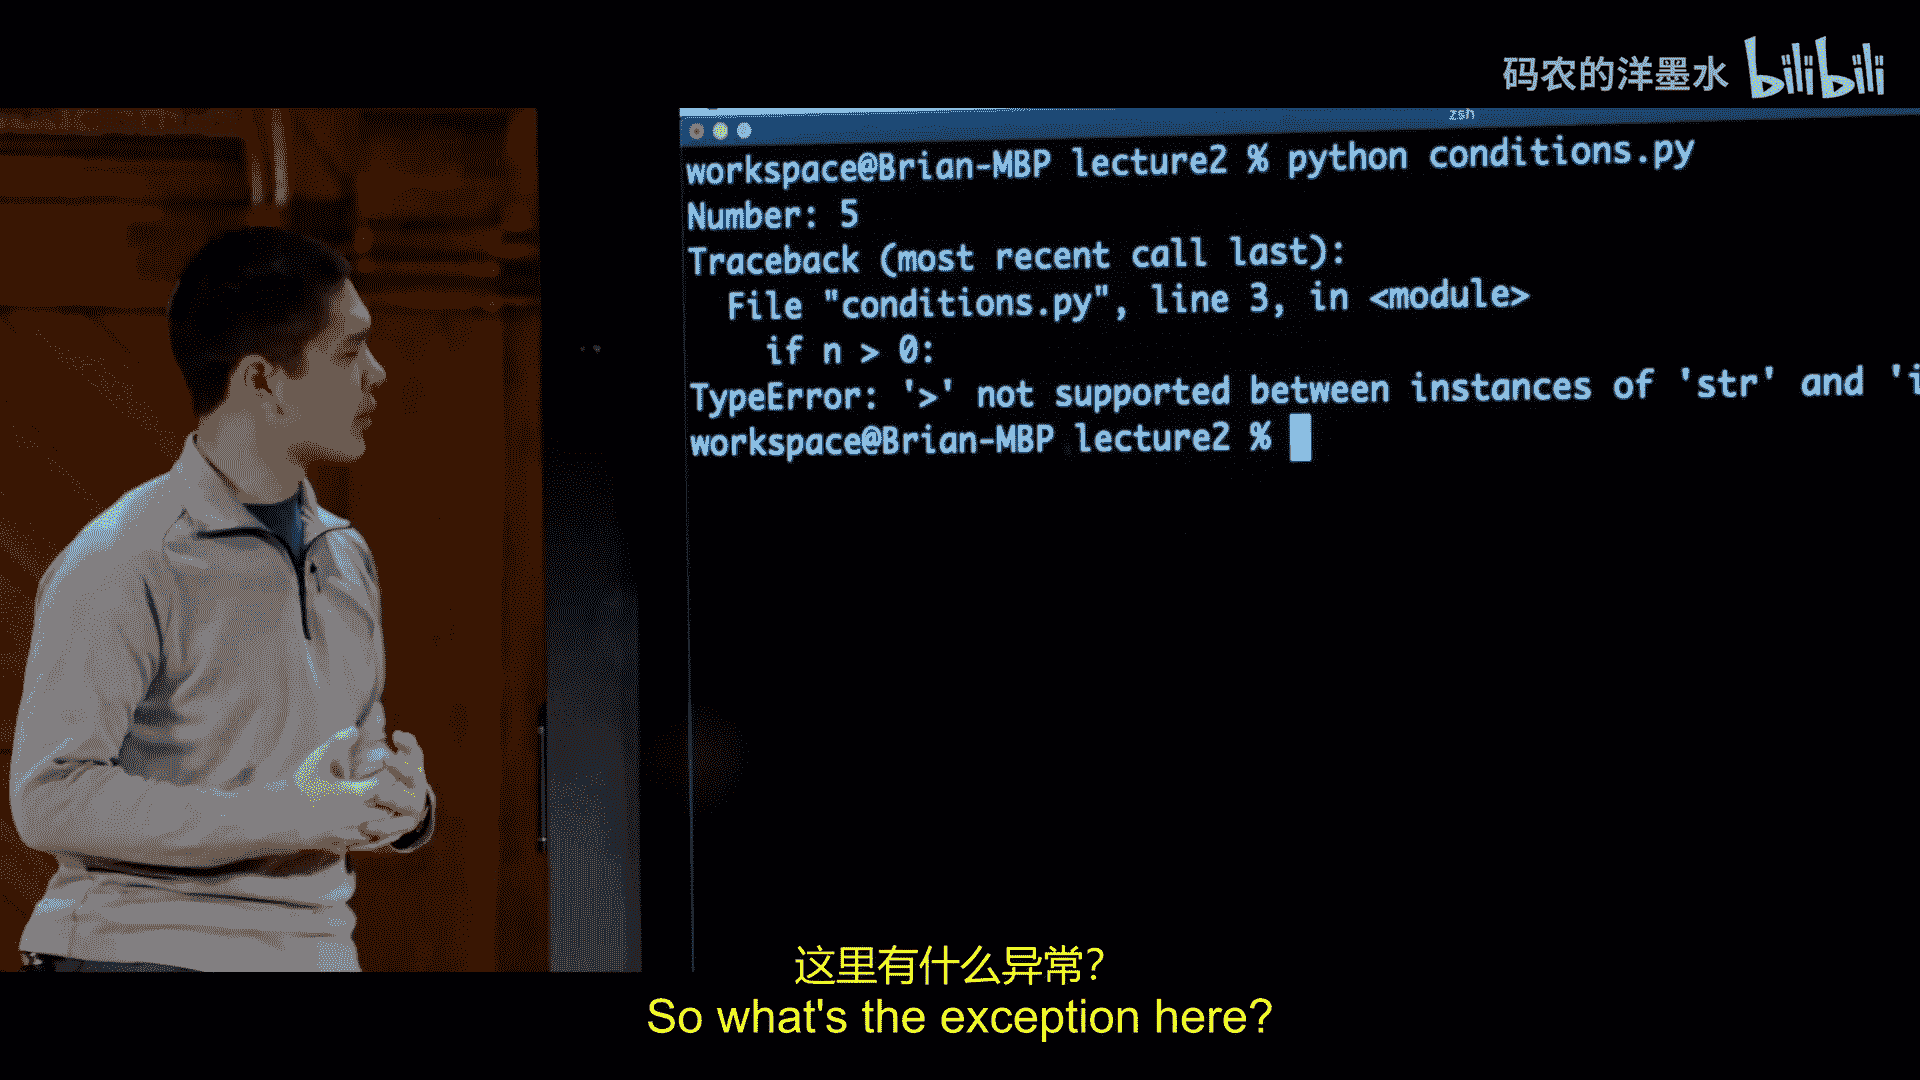 码农的洋墨水 bilibili
zsh
workspace@Brian-MBP lecture2 % python conditions.py
Number: 5
Traceback (most recent call last):
File "conditions.py", line 3, in <module>
if n > 0:
TypeError: '>' not supported between instances of 'str' and 'i
workspace@Brian-MBP lecture2 %
这里有什么异常？
So what's the exception here?